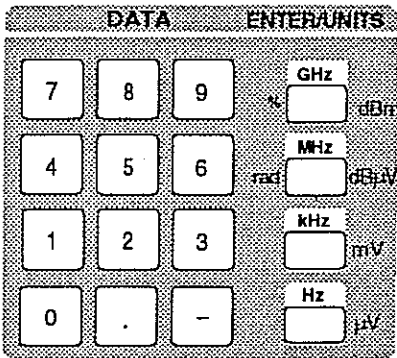 DATA ENTER/UNITS
GHz
7 8 9 % dBm
MHz
4 5 6 rad dBµV
kHz
1 2 3 mV
Hz
0 . − µV